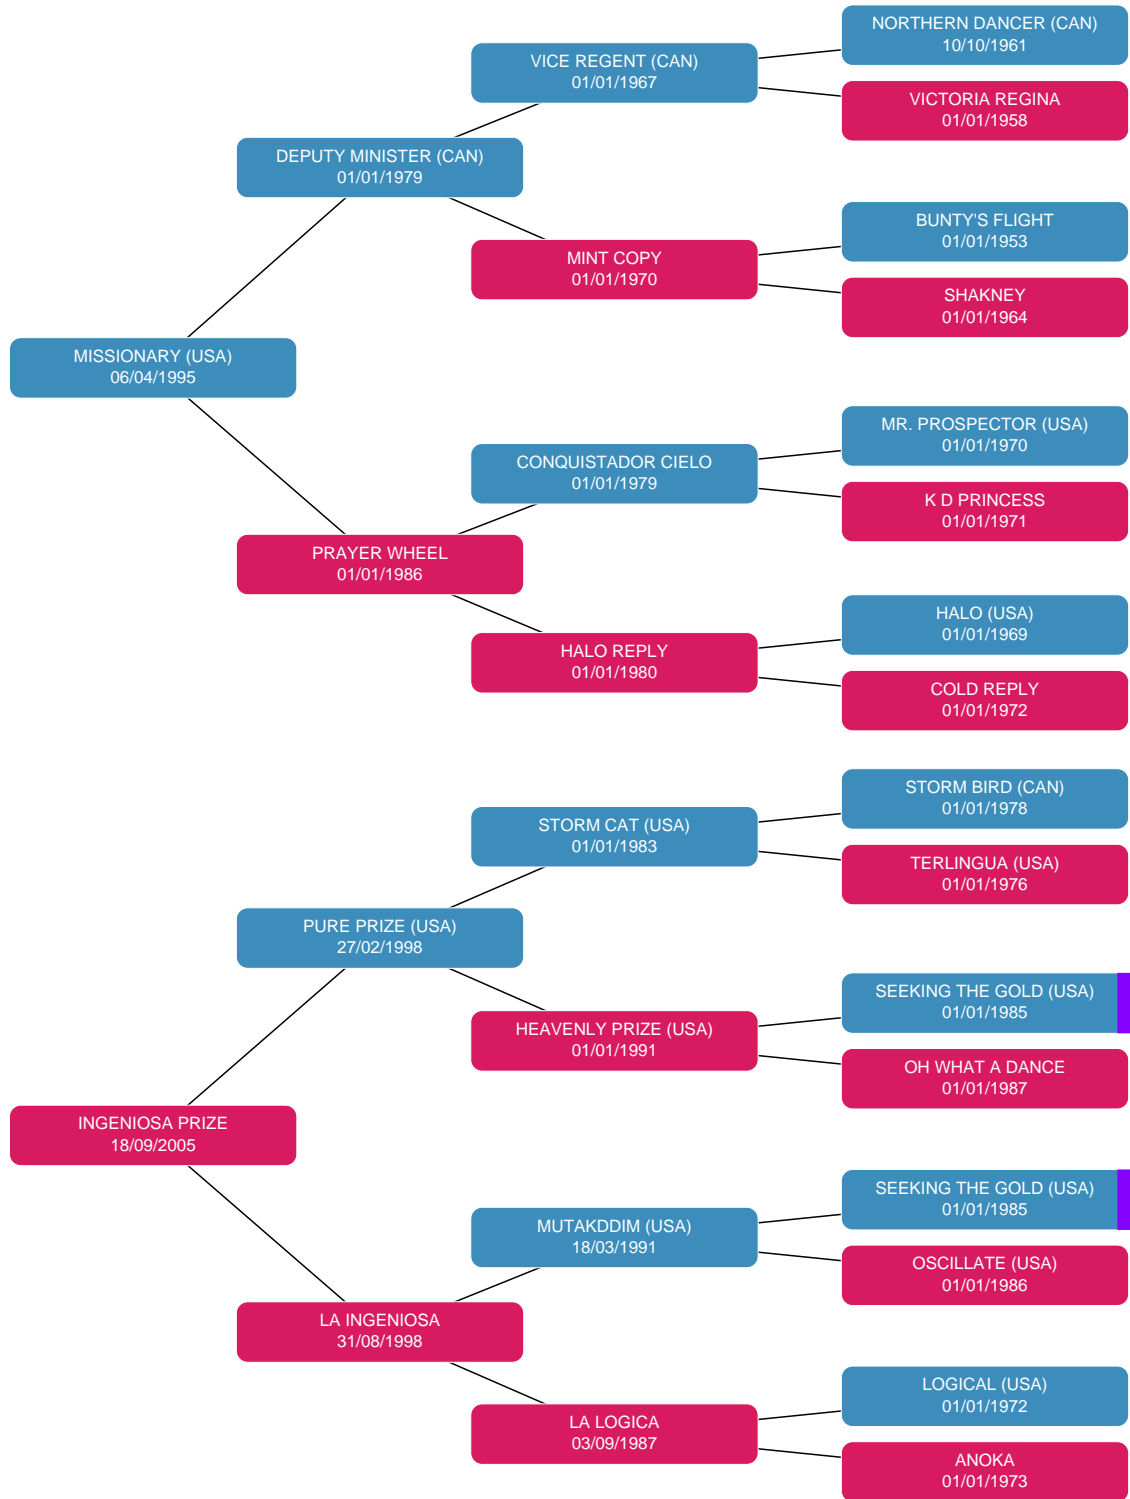 NORTHERN DANCER (CAN)
10/10/1961
VICE REGENT (CAN)
01/01/1967
VICTORIA REGINA
01/01/1958
DEPUTY MINISTER (CAN)
01/01/1979
BUNTY'S FLIGHT
01/01/1953
MINT COPY
01/01/1970
SHAKNEY
01/01/1964
MISSIONARY (USA)
06/04/1995
MR. PROSPECTOR (USA)
01/01/1970
CONQUISTADOR CIELO
01/01/1979
K D PRINCESS
01/01/1971
PRAYER WHEEL
01/01/1986
HALO (USA)
01/01/1969
HALO REPLY
01/01/1980
COLD REPLY
01/01/1972
STORM BIRD (CAN)
01/01/1978
STORM CAT (USA)
01/01/1983
TERLINGUA (USA)
01/01/1976
PURE PRIZE (USA)
27/02/1998
SEEKING THE GOLD (USA)
01/01/1985
HEAVENLY PRIZE (USA)
01/01/1991
OH WHAT A DANCE
01/01/1987
INGENIOSA PRIZE
18/09/2005
SEEKING THE GOLD (USA)
01/01/1985
MUTAKDDIM (USA)
18/03/1991
OSCILLATE (USA)
01/01/1986
LA INGENIOSA
31/08/1998
LOGICAL (USA)
01/01/1972
LA LOGICA
03/09/1987
ANOKA
01/01/1973